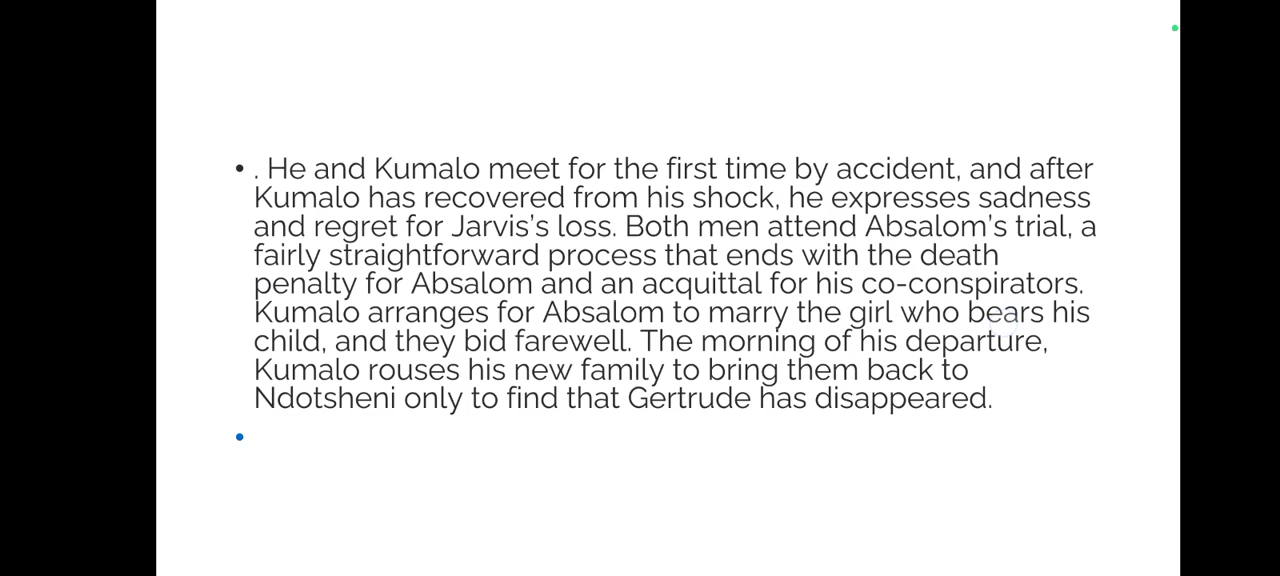 • . He and Kumalo meet for the first time by accident, and after
Kumalo has recovered from his shock, he expresses sadness
and regret for Jarvis’s loss. Both men attend Absalom’s trial, a
fairly straightforward process that ends with the death
penalty for Absalom and an acquittal for his co-conspirators.
Kumalo arranges for Absalom to marry the girl who bears his
child, and they bid farewell. The morning of his departure,
Kumalo rouses his new family to bring them back to
Ndotsheni only to find that Gertrude has disappeared.